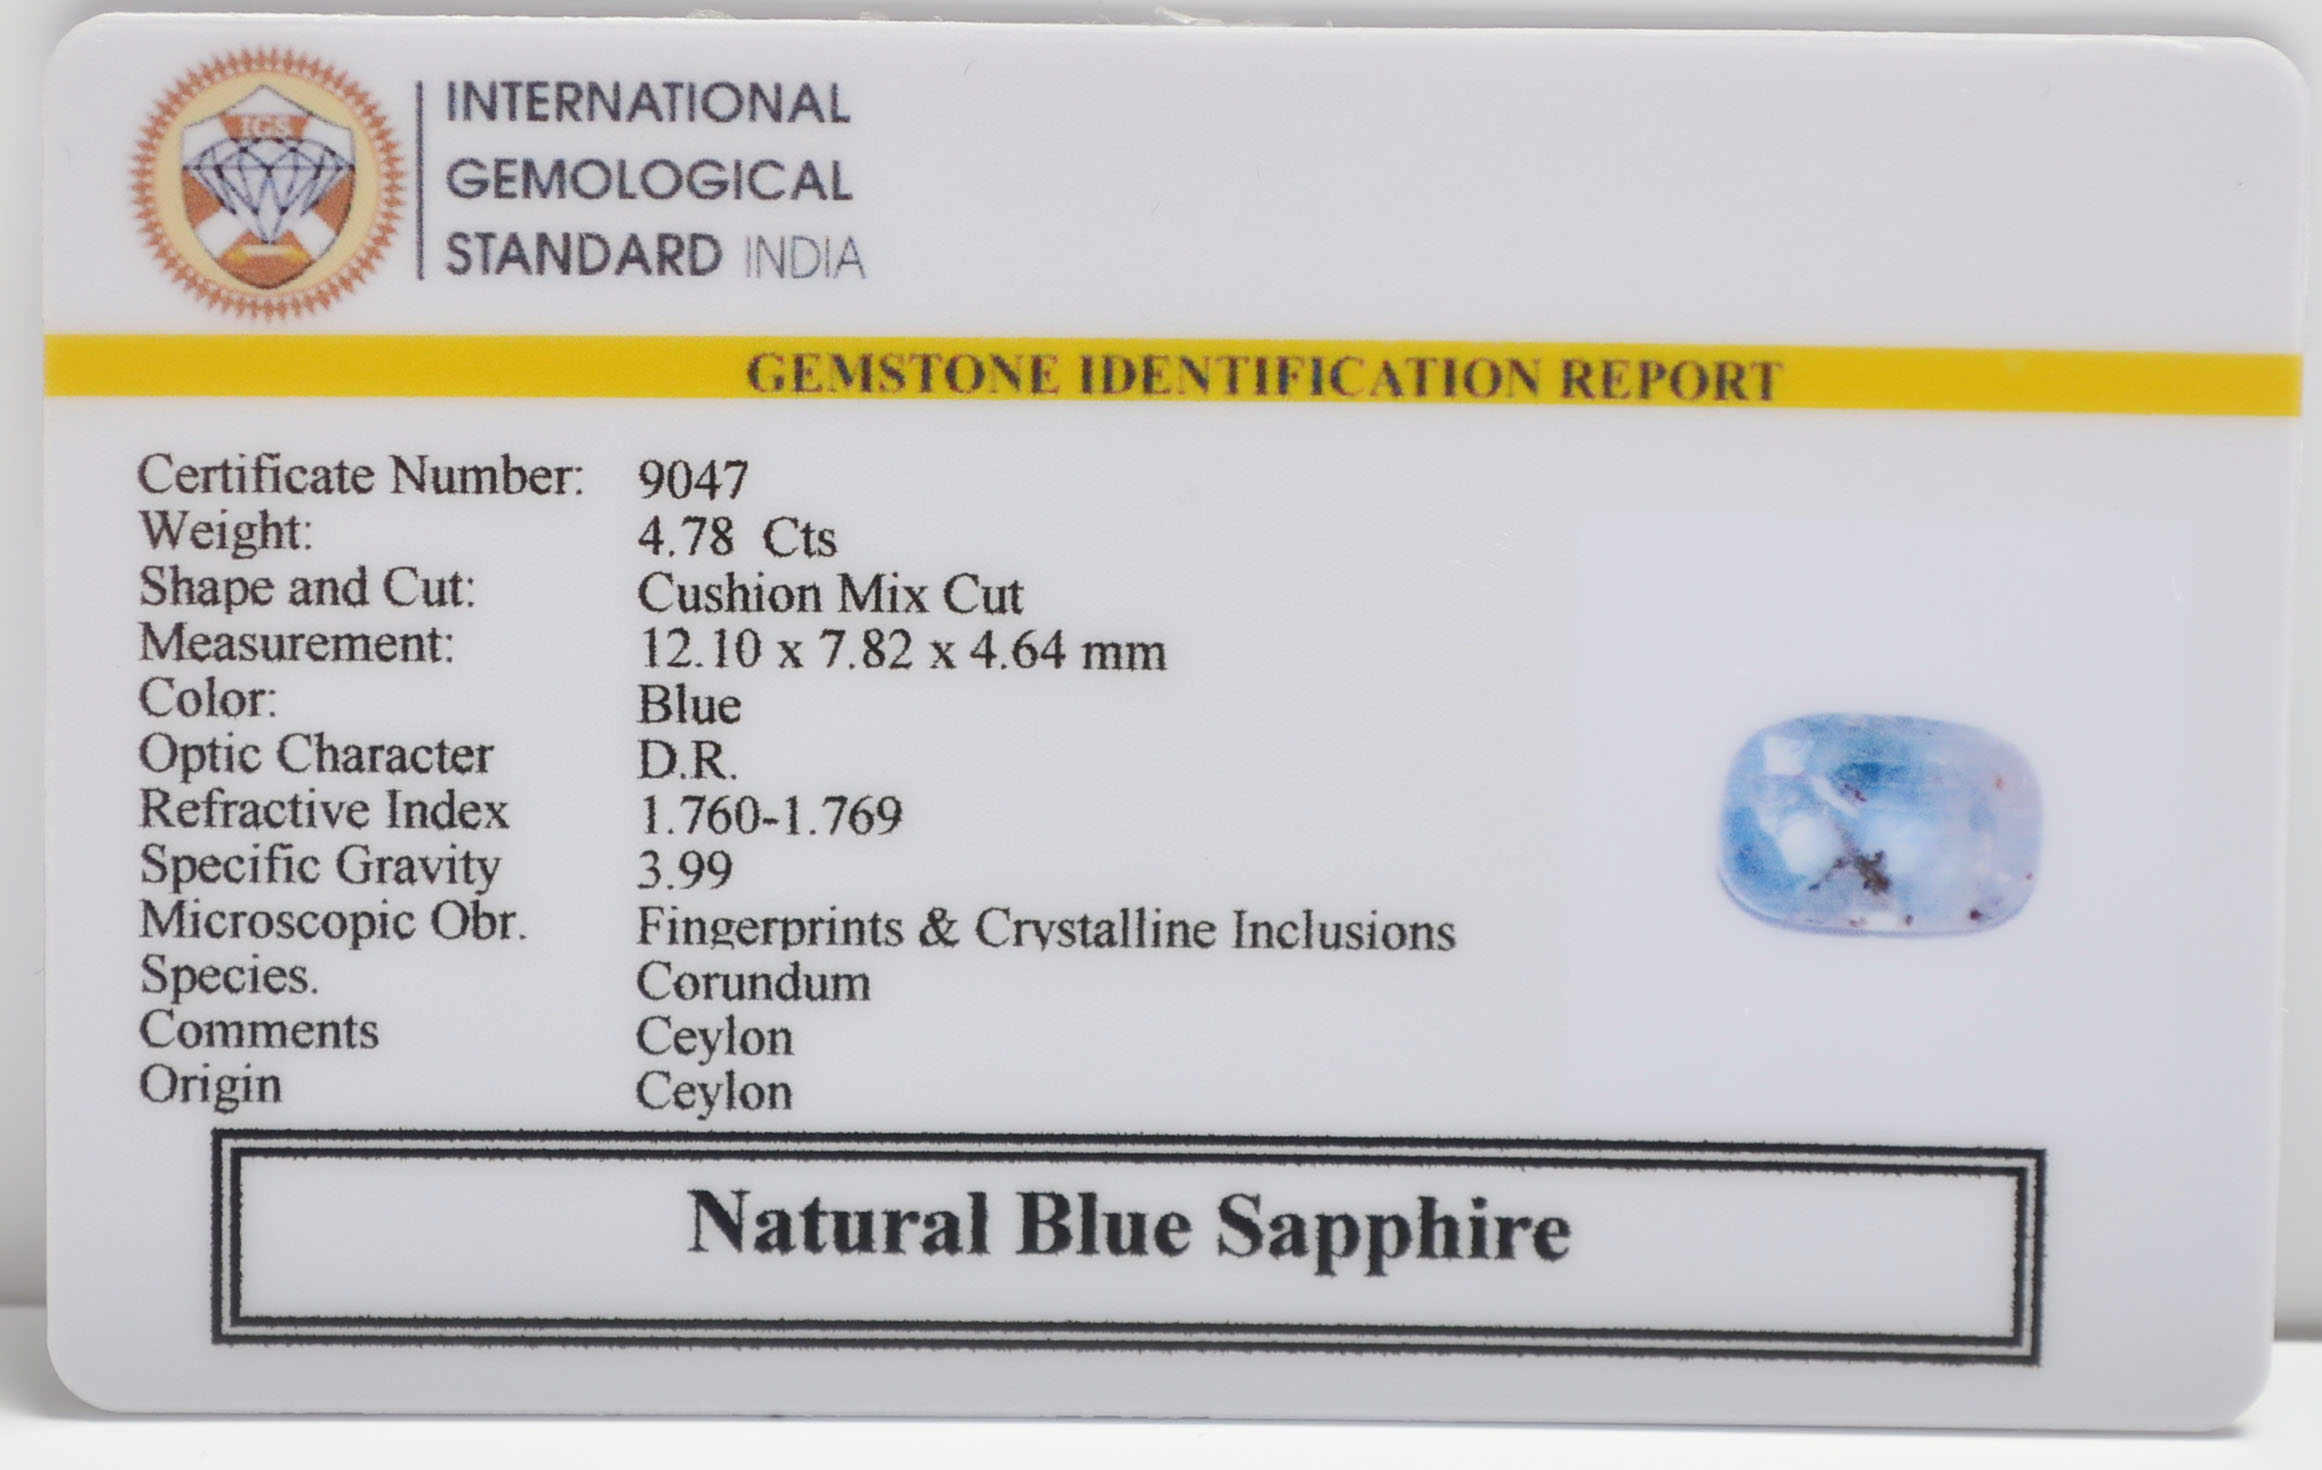 IGS
INTERNATIONAL
GEMOLOGICAL
STANDARD INDIA
GEMSTONE IDENTIFICATION REPORT
Certificate Number: 9047
Weight: 4.78 Cts
Shape and Cut: Cushion Mix Cut
Measurement: 12.10 x 7.82 x 4.64 mm
Color: Blue
Optic Character D.R.
Refractive Index 1.760-1.769
Specific Gravity 3.99
Microscopic Obr. Fingerprints & Crystalline Inclusions
Species. Corundum
Comments Ceylon
Origin Ceylon
Natural Blue Sapphire